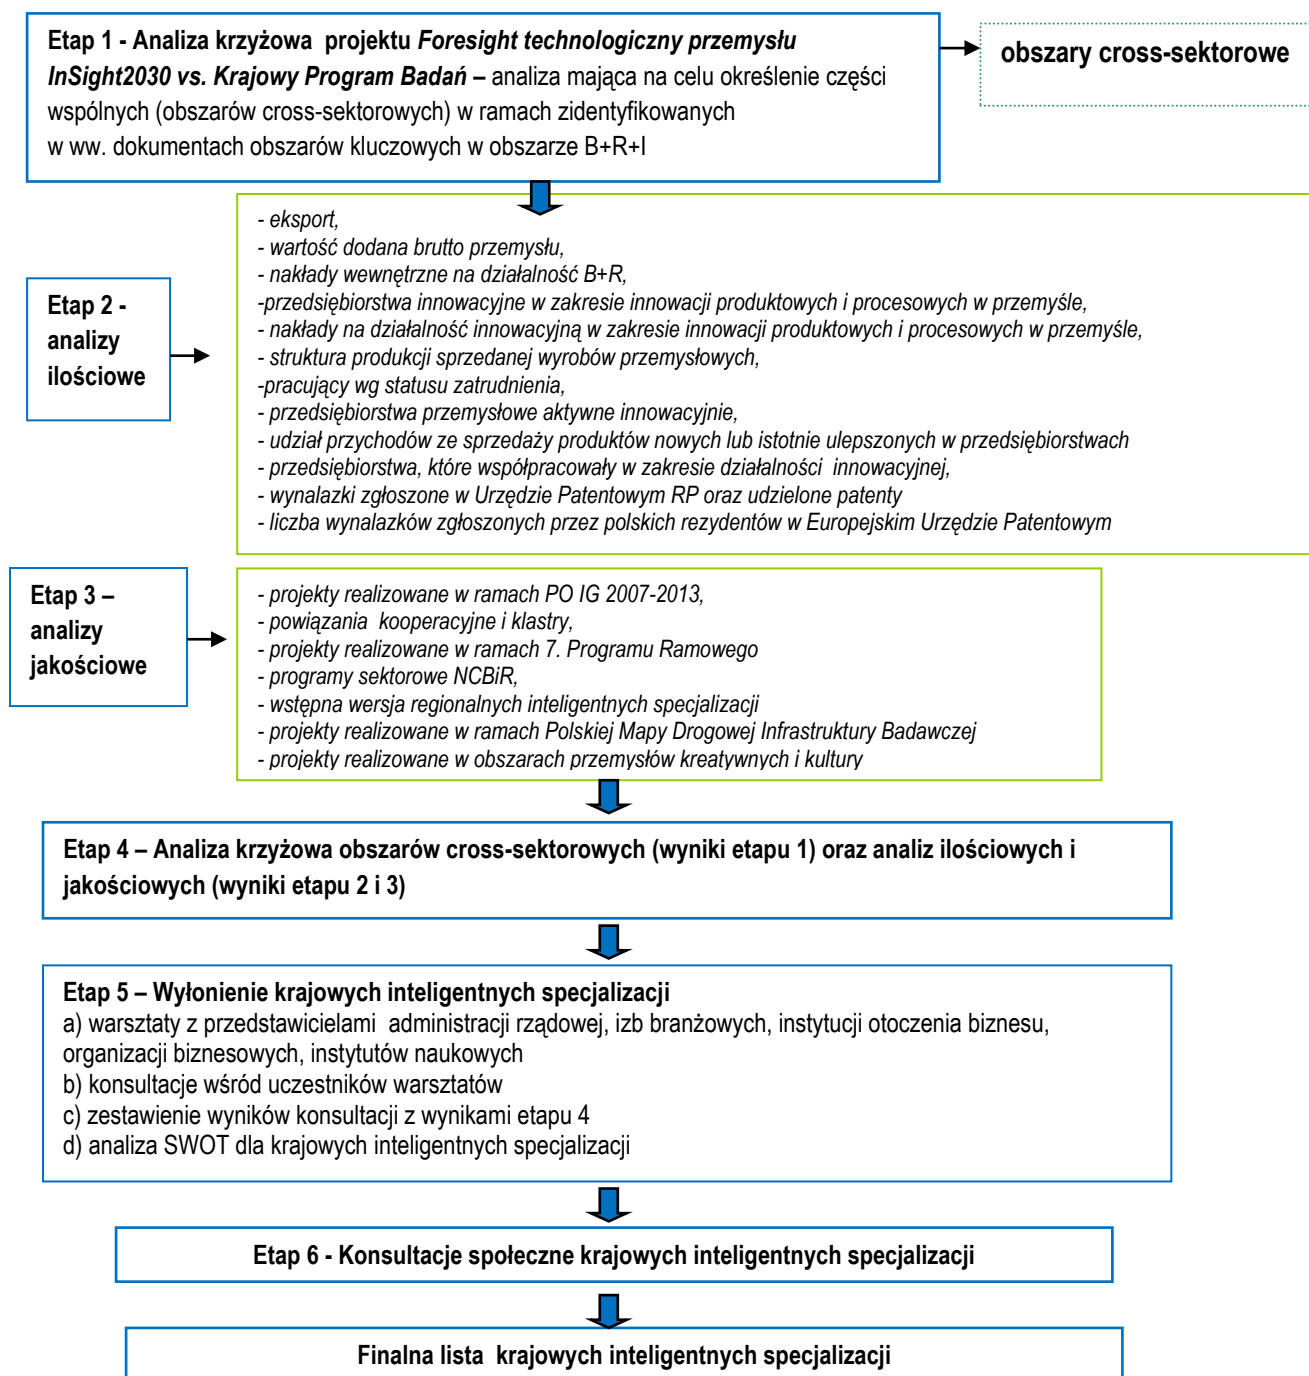 Etap 1 - Analiza krzyżowa projektu Foresight technologiczny przemysłu
InSight2030 vs. Krajowy Program Badań – analiza mająca na celu określenie części
wspólnych (obszarów cross-sektorowych) w ramach zidentyfikowanych
w ww. dokumentach obszarów kluczowych w obszarze B+R+I
obszary cross-sektorowe
Etap 2 -
analizy
ilościowe
- eksport,
- wartość dodana brutto przemysłu,
- nakłady wewnętrzne na działalność B+R,
-przedsiębiorstwa innowacyjne w zakresie innowacji produktowych i procesowych w przemyśle,
- nakłady na działalność innowacyjną w zakresie innowacji produktowych i procesowych w przemyśle,
- struktura produkcji sprzedanej wyrobów przemysłowych,
-pracujący wg statusu zatrudnienia,
- przedsiębiorstwa przemysłowe aktywne innowacyjnie,
- udział przychodów ze sprzedaży produktów nowych lub istotnie ulepszonych w przedsiębiorstwach
- przedsiębiorstwa, które współpracowały w zakresie działalności innowacyjnej,
- wynalazki zgłoszone w Urzędzie Patentowym RP oraz udzielone patenty
- liczba wynalazków zgłoszonych przez polskich rezydentów w Europejskim Urzędzie Patentowym
Etap 3 –
analizy
jakościowe
- projekty realizowane w ramach PO IG 2007-2013,
- powiązania kooperacyjne i klastry,
- projekty realizowane w ramach 7. Programu Ramowego
- programy sektorowe NCBiR,
- wstępna wersja regionalnych inteligentnych specjalizacji
- projekty realizowane w ramach Polskiej Mapy Drogowej Infrastruktury Badawczej
- projekty realizowane w obszarach przemysłów kreatywnych i kultury
Etap 4 – Analiza krzyżowa obszarów cross-sektorowych (wyniki etapu 1) oraz analiz ilościowych i
jakościowych (wyniki etapu 2 i 3)
Etap 5 – Wyłonienie krajowych inteligentnych specjalizacji
a) warsztaty z przedstawicielami administracji rządowej, izb branżowych, instytucji otoczenia biznesu,
organizacji biznesowych, instytutów naukowych
b) konsultacje wśród uczestników warsztatów
c) zestawienie wyników konsultacji z wynikami etapu 4
d) analiza SWOT dla krajowych inteligentnych specjalizacji
Etap 6 - Konsultacje społeczne krajowych inteligentnych specjalizacji
Finalna lista krajowych inteligentnych specjalizacji